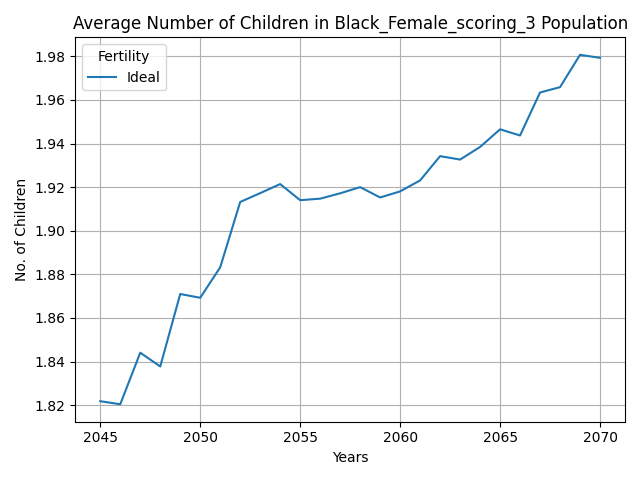 Average Number of Children in Black_Female_scoring_3 Population
Fertility
Ideal
No. of Children
1.98
1.96
1.94
1.92
1.90
1.88
1.86
1.84
1.82
2045 2050 2055 2060 2065 2070
Years